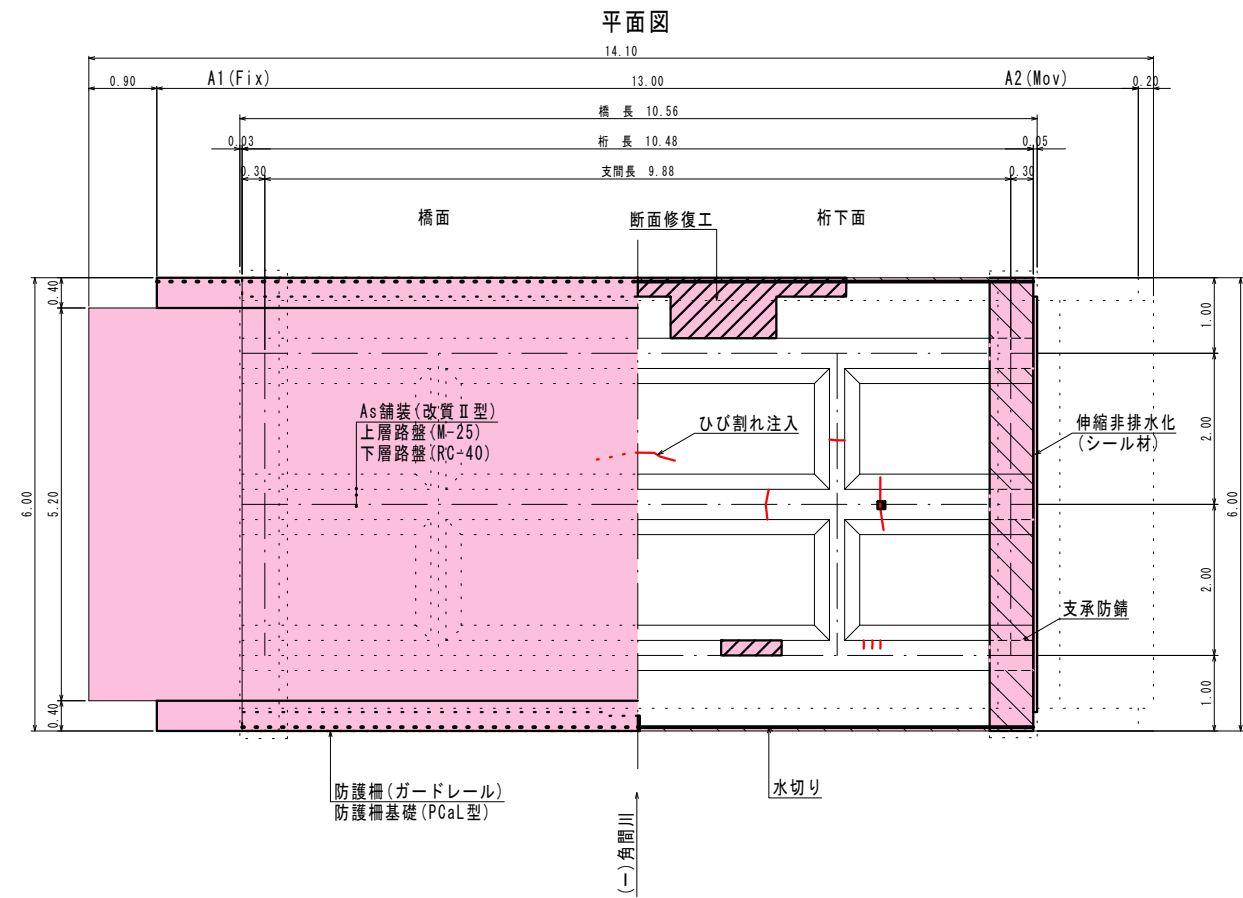 平面図
14.10
0.90
A1(Fix)
13.00
A2(Mov)
0.20
橋 長 10.56
0.03
桁 長 10.48
0.05
0.30
支間長 9.88
0.30
橋面
断面修復工
桁下面
0.40
1.00
As舗装(改質Ⅱ型)
上層路盤(M-25)
下層路盤(RC-40)
ひび割れ注入
伸縮非排水化
(シール材)
2.00
6.00
5.20
6.00
2.00
支承防錆
0.40
1.00
防護柵(ガードレール)
防護柵基礎(PCaL型)
水切り
(一)角間川